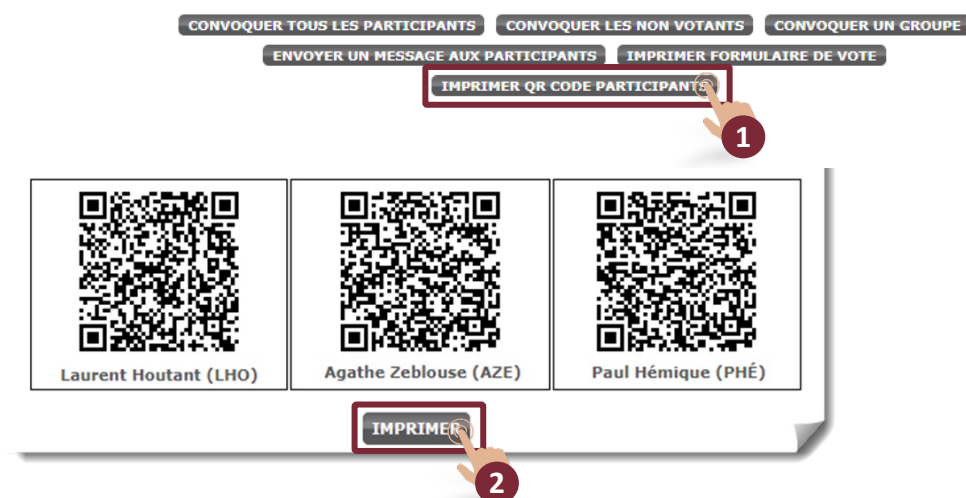 CONVOQUER TOUS LES PARTICIPANTS CONVOQUER LES NON VOTANTS CONVOQUER UN GROUPE
ENVOYER UN MESSAGE AUX PARTICIPANTS IMPRIMER FORMULAIRE DE VOTE
IMPRIMER QR CODE PARTICIPANTS
1
Laurent Houtant (LHO) Agathe Zeblouse (AZE) Paul Hémique (PHÉ)
IMPRIMER
2